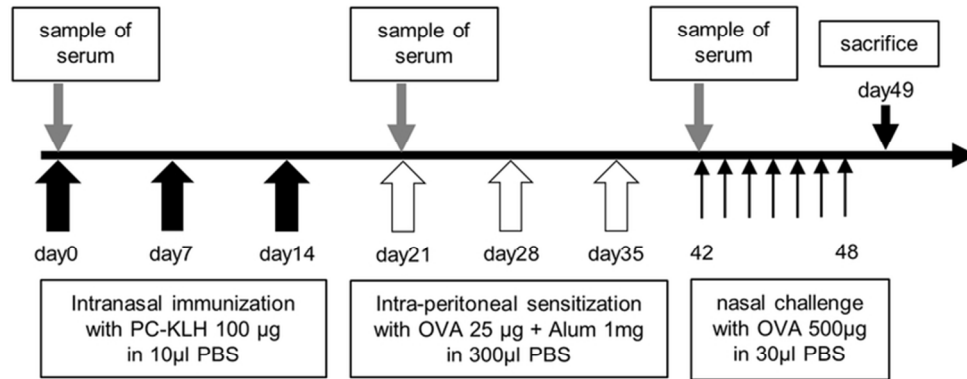 sample of
serum
sample of
serum
sample of
serum
sacrifice
day49
day0
day7
day14
day21
day28
day35
42
48
Intranasal immunization
with PC-KLH 100 µg
in 10µl PBS
Intra-peritoneal sensitization
with OVA 25 µg + Alum 1mg
in 300µl PBS
nasal challenge
with OVA 500µg
in 30µl PBS